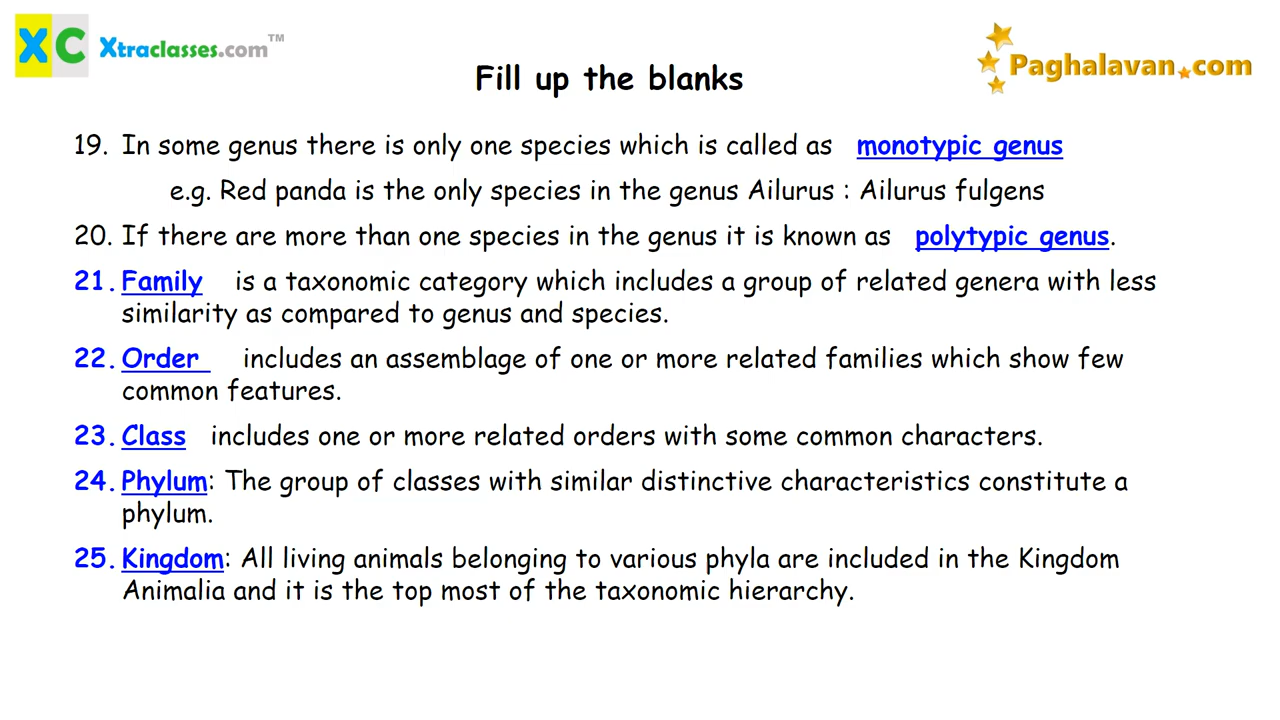 XC Xtraclasses.com™
Paghalavan.com
Fill up the blanks
19. In some genus there is only one species which is called as monotypic genus
e.g. Red panda is the only species in the genus Ailurus : Ailurus fulgens
20. If there are more than one species in the genus it is known as polytypic genus.
21. Family is a taxonomic category which includes a group of related genera with less
similarity as compared to genus and species.
22. Order includes an assemblage of one or more related families which show few
common features.
23. Class includes one or more related orders with some common characters.
24. Phylum: The group of classes with similar distinctive characteristics constitute a
phylum.
25. Kingdom: All living animals belonging to various phyla are included in the Kingdom
Animalia and it is the top most of the taxonomic hierarchy.